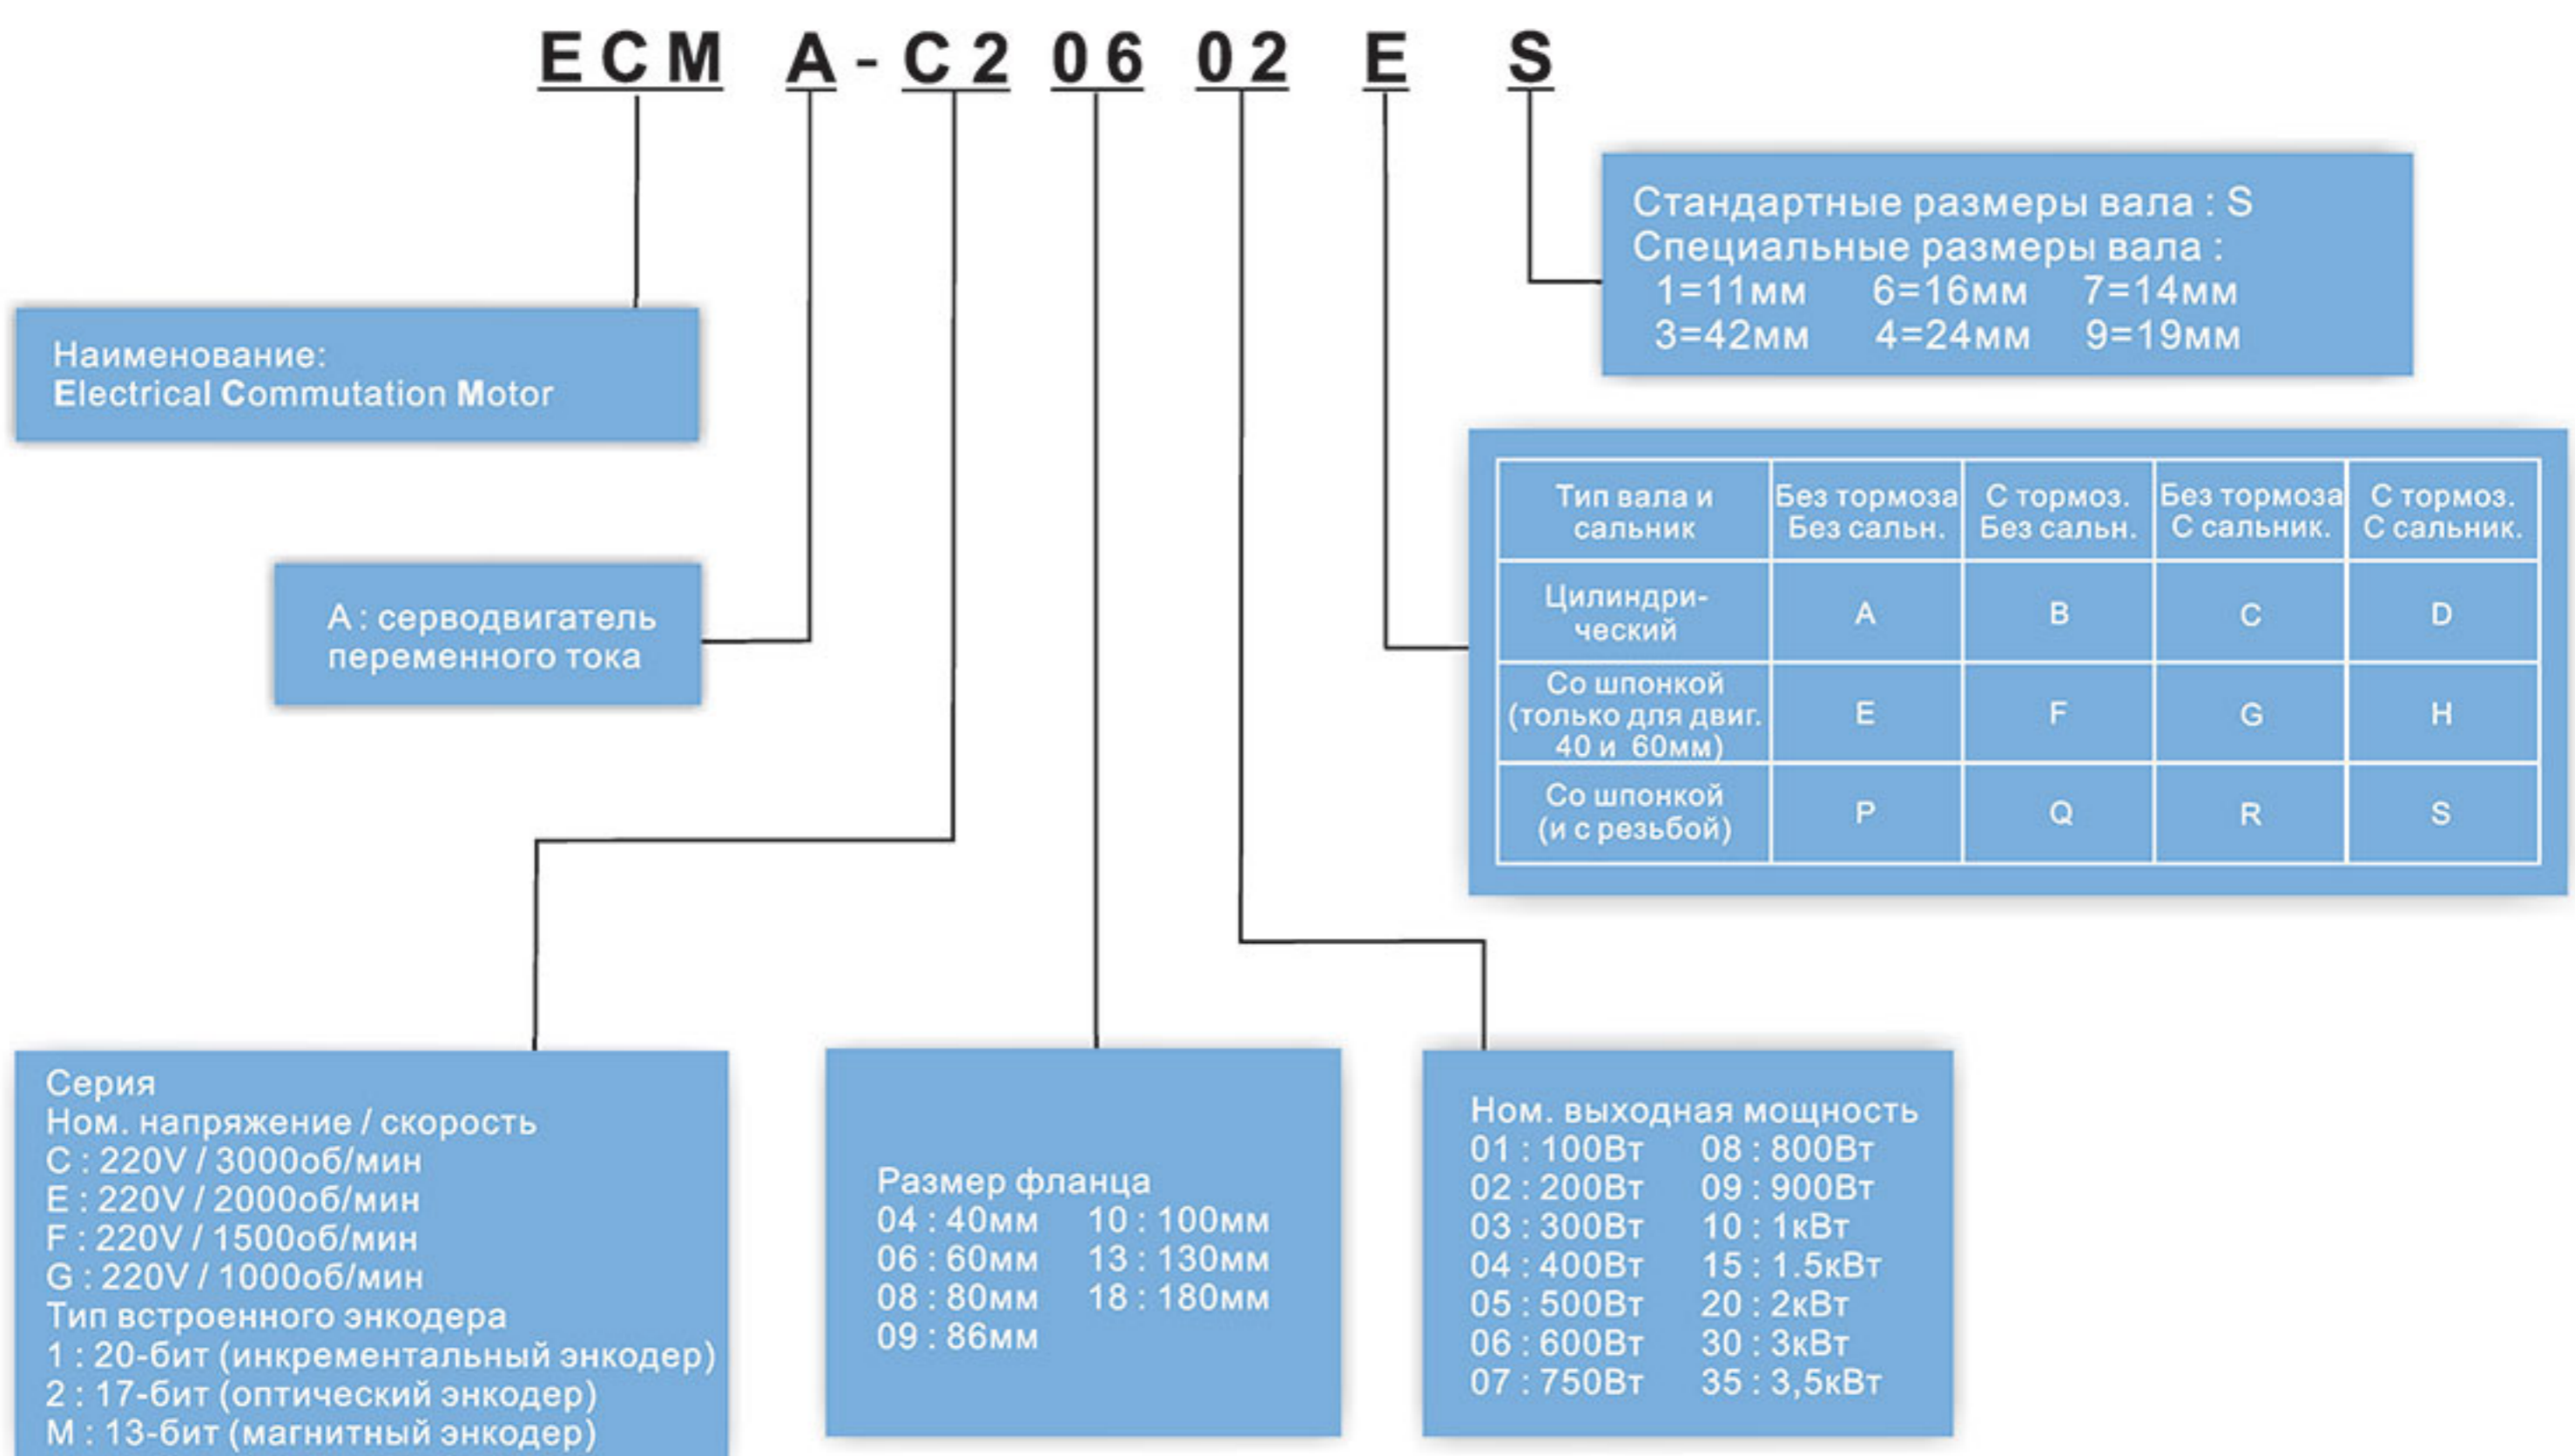 ECM A - C2 06 02 E S
Стандартные размеры вала : S
Специальные размеры вала :
1=11мм 6=16мм 7=14мм
3=42мм 4=24мм 9=19мм
Наименование:
Electrical Commutation Motor
Тип вала и сальник Без тормоза Без сальн. С тормоз. Без сальн. Без тормоза С сальник. С тормоз. С сальник.
Цилиндри-
ческий A B C D
Со шпонкой
(только для двиг.
40 и 60мм) E F G H
Со шпонкой
(и с резьбой) P Q R S
А : серводвигатель
переменного тока
Серия
Ном. напряжение / скорость
C : 220V / 3000об/мин
E : 220V / 2000об/мин
F : 220V / 1500об/мин
G : 220V / 1000об/мин
Тип встроенного энкодера
1 : 20-бит (инкрементальный энкодер)
2 : 17-бит (оптический энкодер)
M : 13-бит (магнитный энкодер)
Размер фланца
04 : 40мм 10 : 100мм
06 : 60мм 13 : 130мм
08 : 80мм 18 : 180мм
09 : 86мм
Ном. выходная мощность
01 : 100Вт 08 : 800Вт
02 : 200Вт 09 : 900Вт
03 : 300Вт 10 : 1кВт
04 : 400Вт 15 : 1.5кВт
05 : 500Вт 20 : 2кВт
06 : 600Вт 30 : 3кВт
07 : 750Вт 35 : 3,5кВт